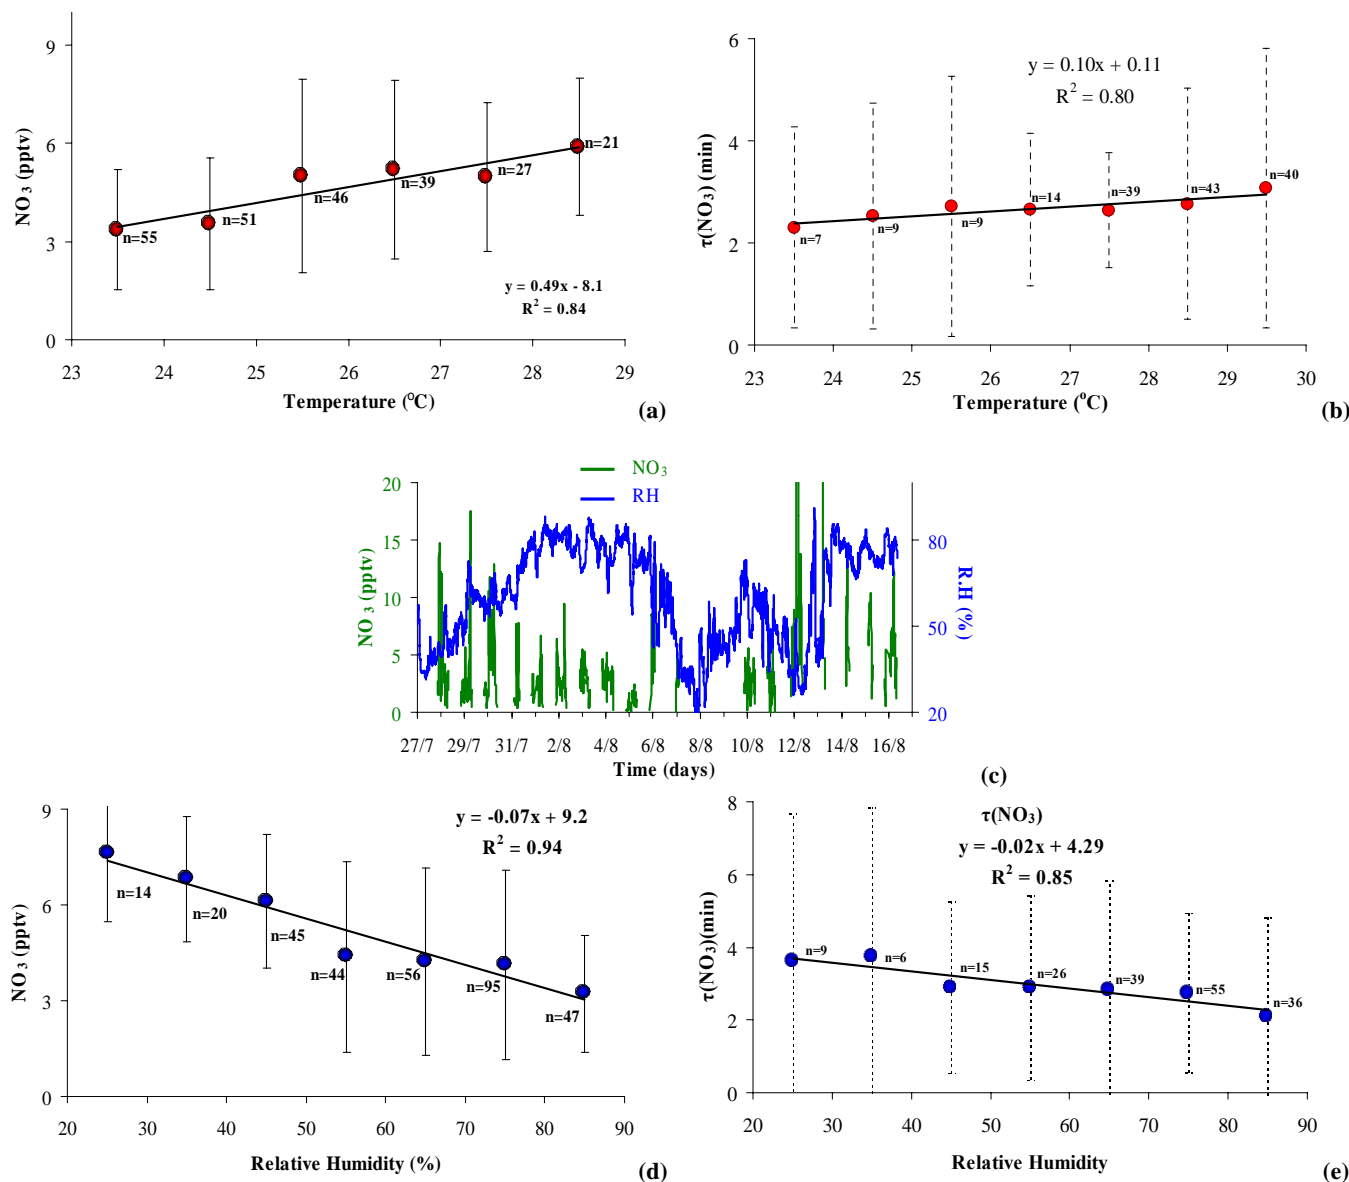 9
6
3
0
NO3 (pptv)
n=55
n=51
n=46
n=39
n=27
n=21
y = 0.49x - 8.1
R2 = 0.84
23 24 25 26 27 28 29
Temperature (oC)
(a)
6
4
2
0
τ(NO3) (min)
y = 0.10x + 0.11
R2 = 0.80
n=7
n=9
n=9
n=14
n=39
n=43
n=40
23 24 25 26 27 28 29 30
Temperature (oC)
(b)
NO3
RH
20
15
10
5
0
NO3 (pptv)
80
50
20
R.H (%)
27/7 29/7 31/7 2/8 4/8 6/8 8/8 10/8 12/8 14/8 16/8
Time (days)
(c)
9
6
3
0
NO3 (pptv)
y = -0.07x + 9.2
R2 = 0.94
n=14
n=20
n=45
n=44
n=56
n=95
n=47
20 30 40 50 60 70 80 90
Relative Humidity (%)
(d)
8
6
4
2
0
τ(NO3)(min)
τ(NO3)
y = -0.02x + 4.29
R2 = 0.85
n=9
n=6
n=15
n=26
n=39
n=55
n=36
20 30 40 50 60 70 80 90
Relative Humidity
(e)